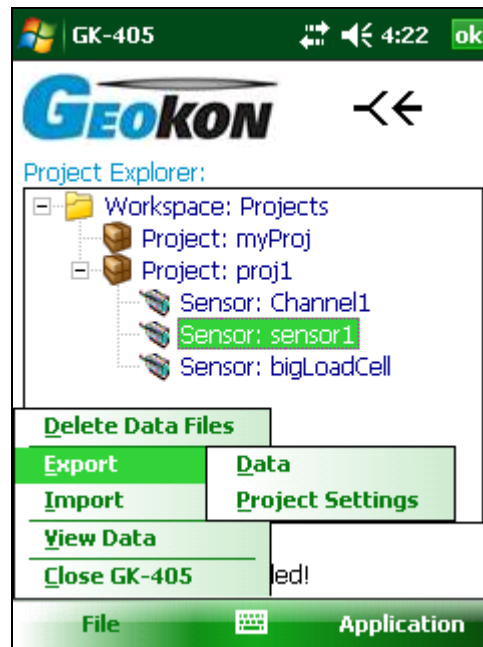 GK-405 4:22 ok
GEOKON
Project Explorer:
Workspace: Projects
Project: myProj
Project: proj1
Sensor: Channel1
Sensor: sensor1
Sensor: bigLoadCell
Delete Data Files
Export
Data
Import
Project Settings
View Data
Close GK-405
led!
File Application